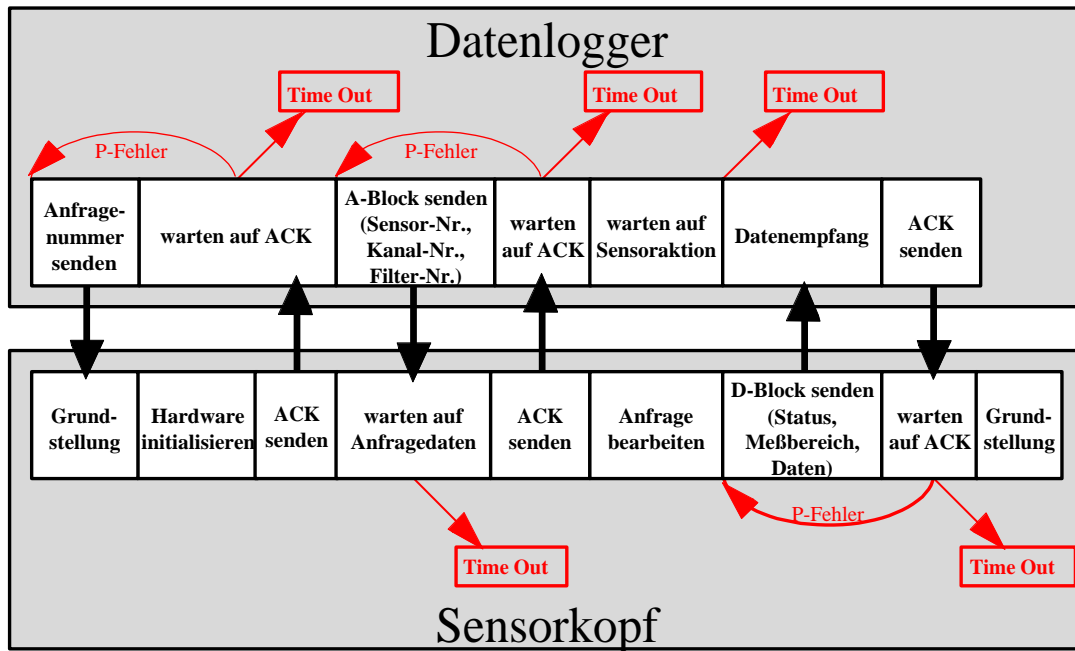 Datenlogger
Time Out
Time Out
Time Out
P-Fehler
P-Fehler
Anfrage-
nummer
senden
warten auf ACK
A-Block senden
(Sensor-Nr.,
Kanal-Nr.,
Filter-Nr.)
warten
auf ACK
warten auf
Sensoraktion
Datenempfang
ACK
senden
Grund-
stellung
Hardware
initialisieren
ACK
senden
warten auf
Anfragedaten
ACK
senden
Anfrage
bearbeiten
D-Block senden
(Status,
Meßbereich,
Daten)
warten
auf ACK
Grund-
stellung
P-Fehler
Time Out
Time Out
Sensorkopf